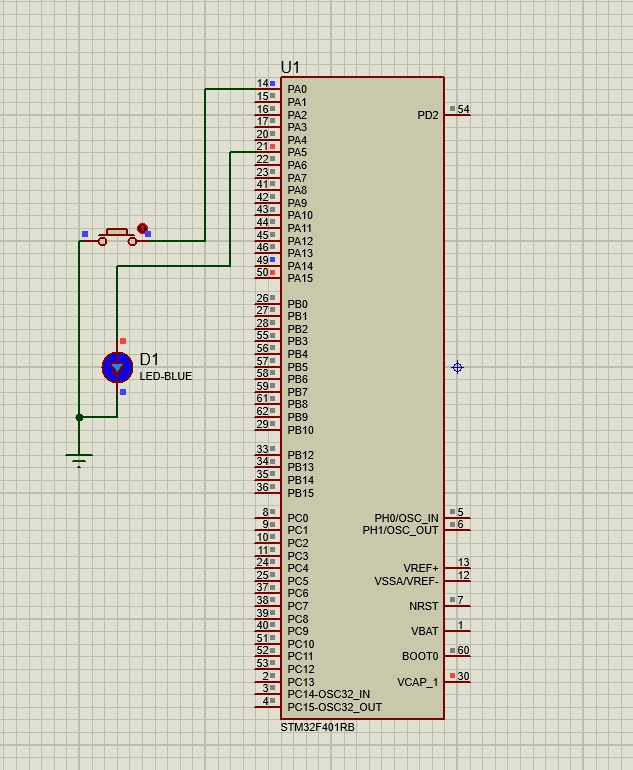 U1
14 PA0
15 PA1
16 PA2
17 PA3
20 PA4
21 PA5
22 PA6
23 PA7
41 PA8
42 PA9
43 PA10
44 PA11
45 PA12
46 PA13
49 PA14
50 PA15
26 PB0
27 PB1
28 PB2
55 PB3
56 PB4
57 PB5
58 PB6
59 PB7
61 PB8
62 PB9
29 PB10
33 PB12
34 PB13
35 PB14
36 PB15
8 PC0
9 PC1
10 PC2
11 PC3
24 PC4
25 PC5
37 PC6
38 PC7
39 PC8
40 PC9
51 PC10
52 PC11
53 PC12
2 PC13
3 PC14-OSC32_IN
4 PC15-OSC32_OUT
PD2 54
PH0/OSC_IN 5
PH1/OSC_OUT 6
VREF+ 13
VSSA/VREF- 12
NRST 7
VBAT 1
BOOT0 60
VCAP_1 30
STM32F401RB
D1
LED-BLUE